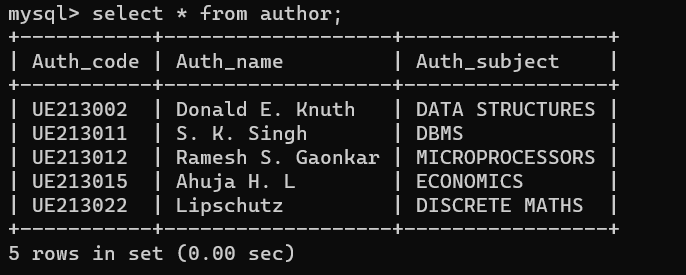 mysql> select * from author;
+-----------+-------------------+-----------------+
| Auth_code | Auth_name         | Auth_subject    |
+-----------+-------------------+-----------------+
| UE213002  | Donald E. Knuth   | DATA STRUCTURES |
| UE213011  | S. K. Singh       | DBMS            |
| UE213012  | Ramesh S. Gaonkar | MICROPROCESSORS |
| UE213015  | Ahuja H. L        | ECONOMICS       |
| UE213022  | Lipschutz         | DISCRETE MATHS  |
+-----------+-------------------+-----------------+
5 rows in set (0.00 sec)